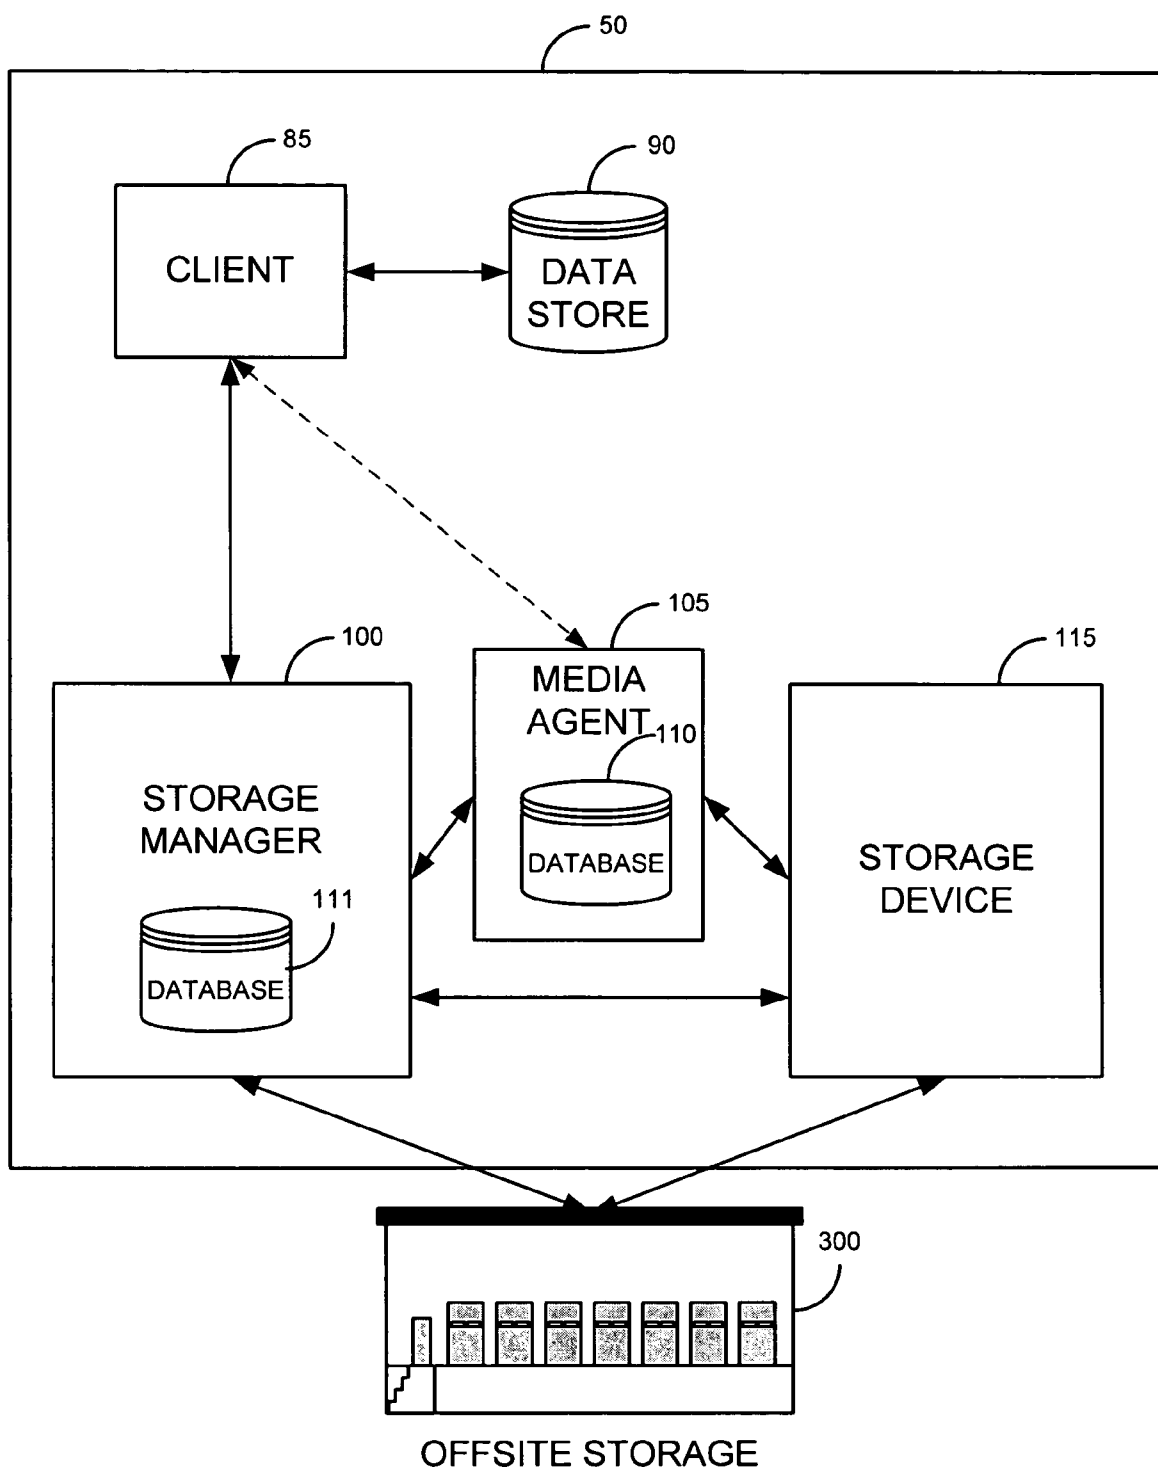 50
85
90
CLIENT
DATA
STORE
105
100
115
MEDIA
AGENT
110
STORAGE
MANAGER
DATABASE
STORAGE
DEVICE
111
DATABASE
300
OFFSITE STORAGE